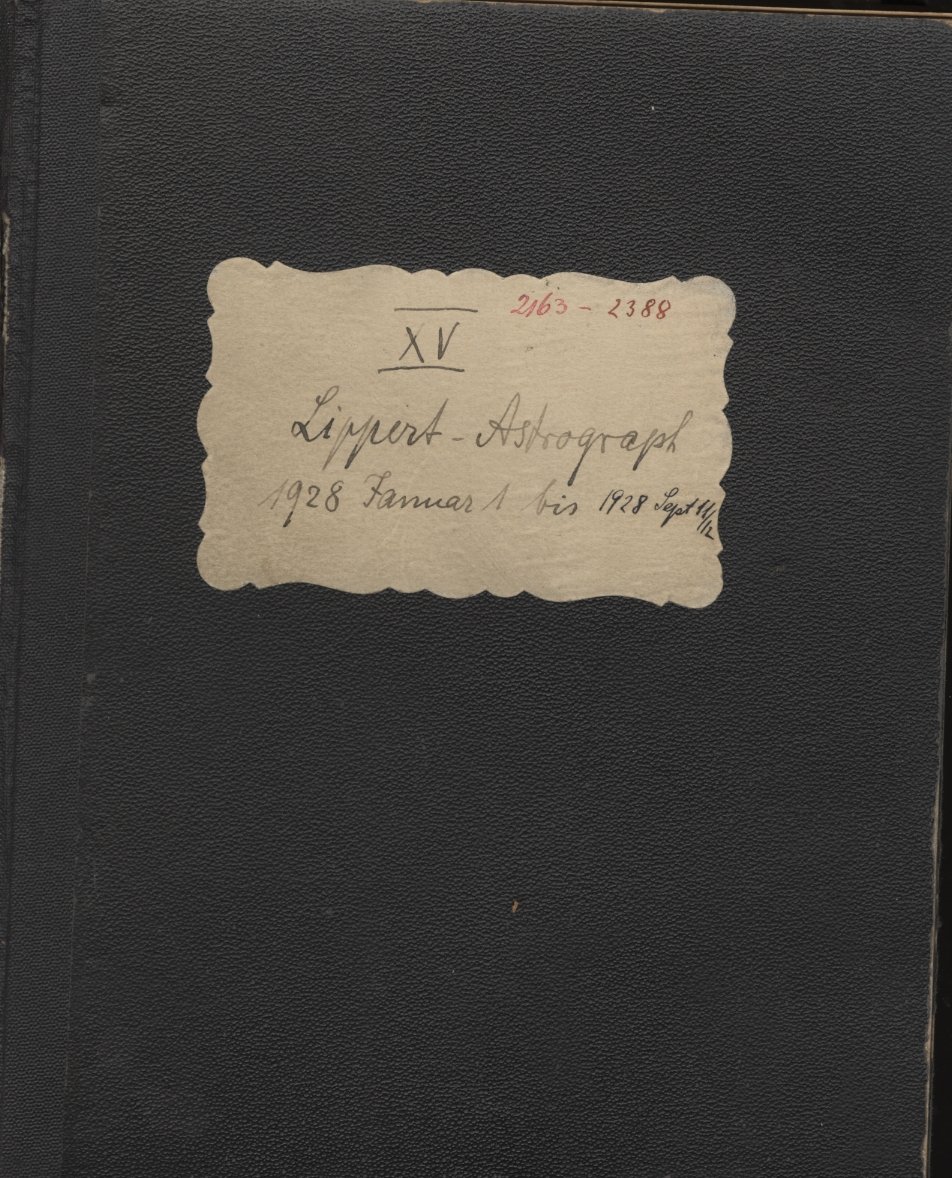 2163 - 2388
XV
Lippert-Astrograph
1928 Januar 1 bis 1928 Sept 11/12